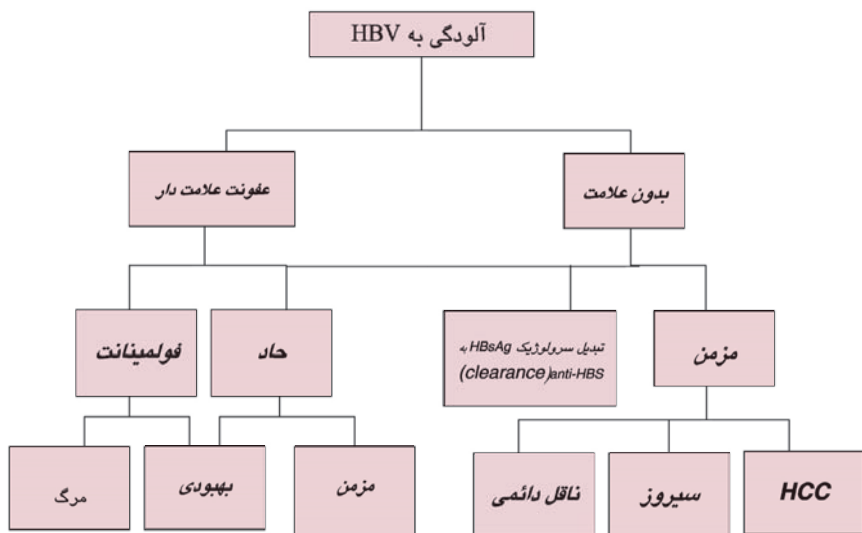 آلودگی به HBV
بدون علامت
عفونت علامت دار
مزمن
تبدیل سرولوژیک HBsAg به
anti-HBS(clearance)
حاد
فولمینانت
HCC
سیروز
ناقل دائمی
مزمن
بهبودی
مرگ